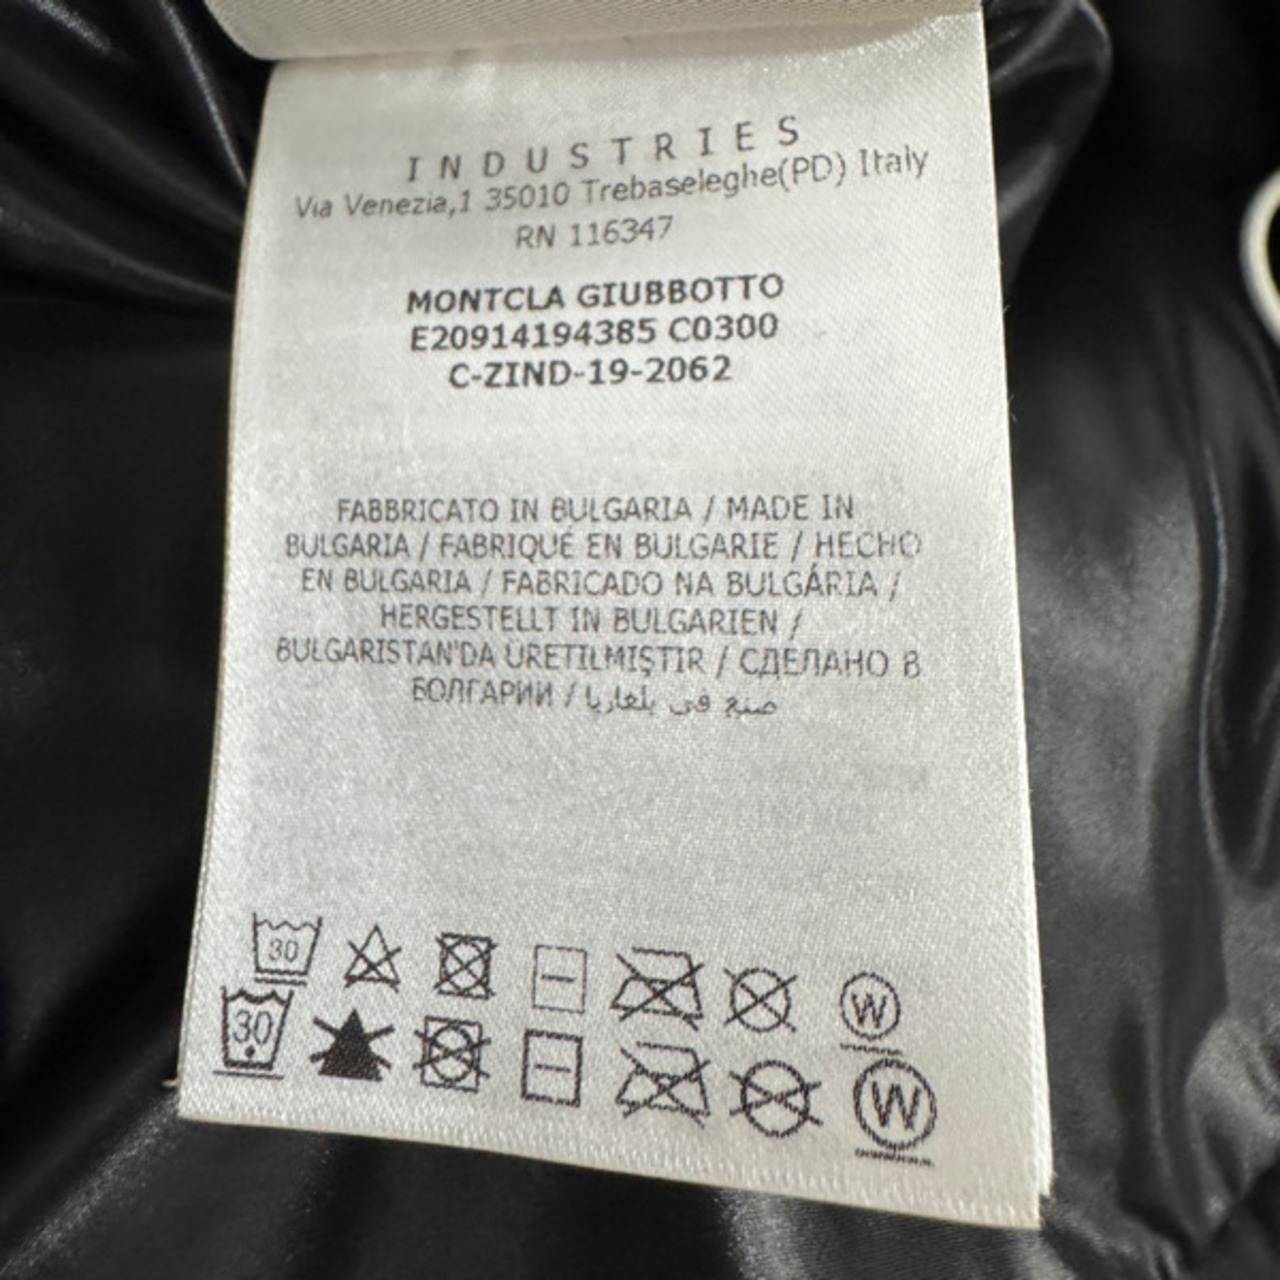 INDUSTRIES
Via Venezia,1 35010 Trebaseleghe(PD) Italy
RN 116347
MONTCLA GIUBBOTTO
E20914194385 C0300
C-ZIND-19-2062
FABBRICATO IN BULGARIA / MADE IN
BULGARIA / FABRIQUÉ EN BULGARIE / HECHO
EN BULGARIA / FABRICADO NA BULGÁRIA /
HERGESTELLT IN BULGARIEN /
BULGARISTAN'DA ÜRETILMIŞTIR / СДЕЛАНО В
БОЛГАРИИ / صنع في بلغاريا
30 W
30 W